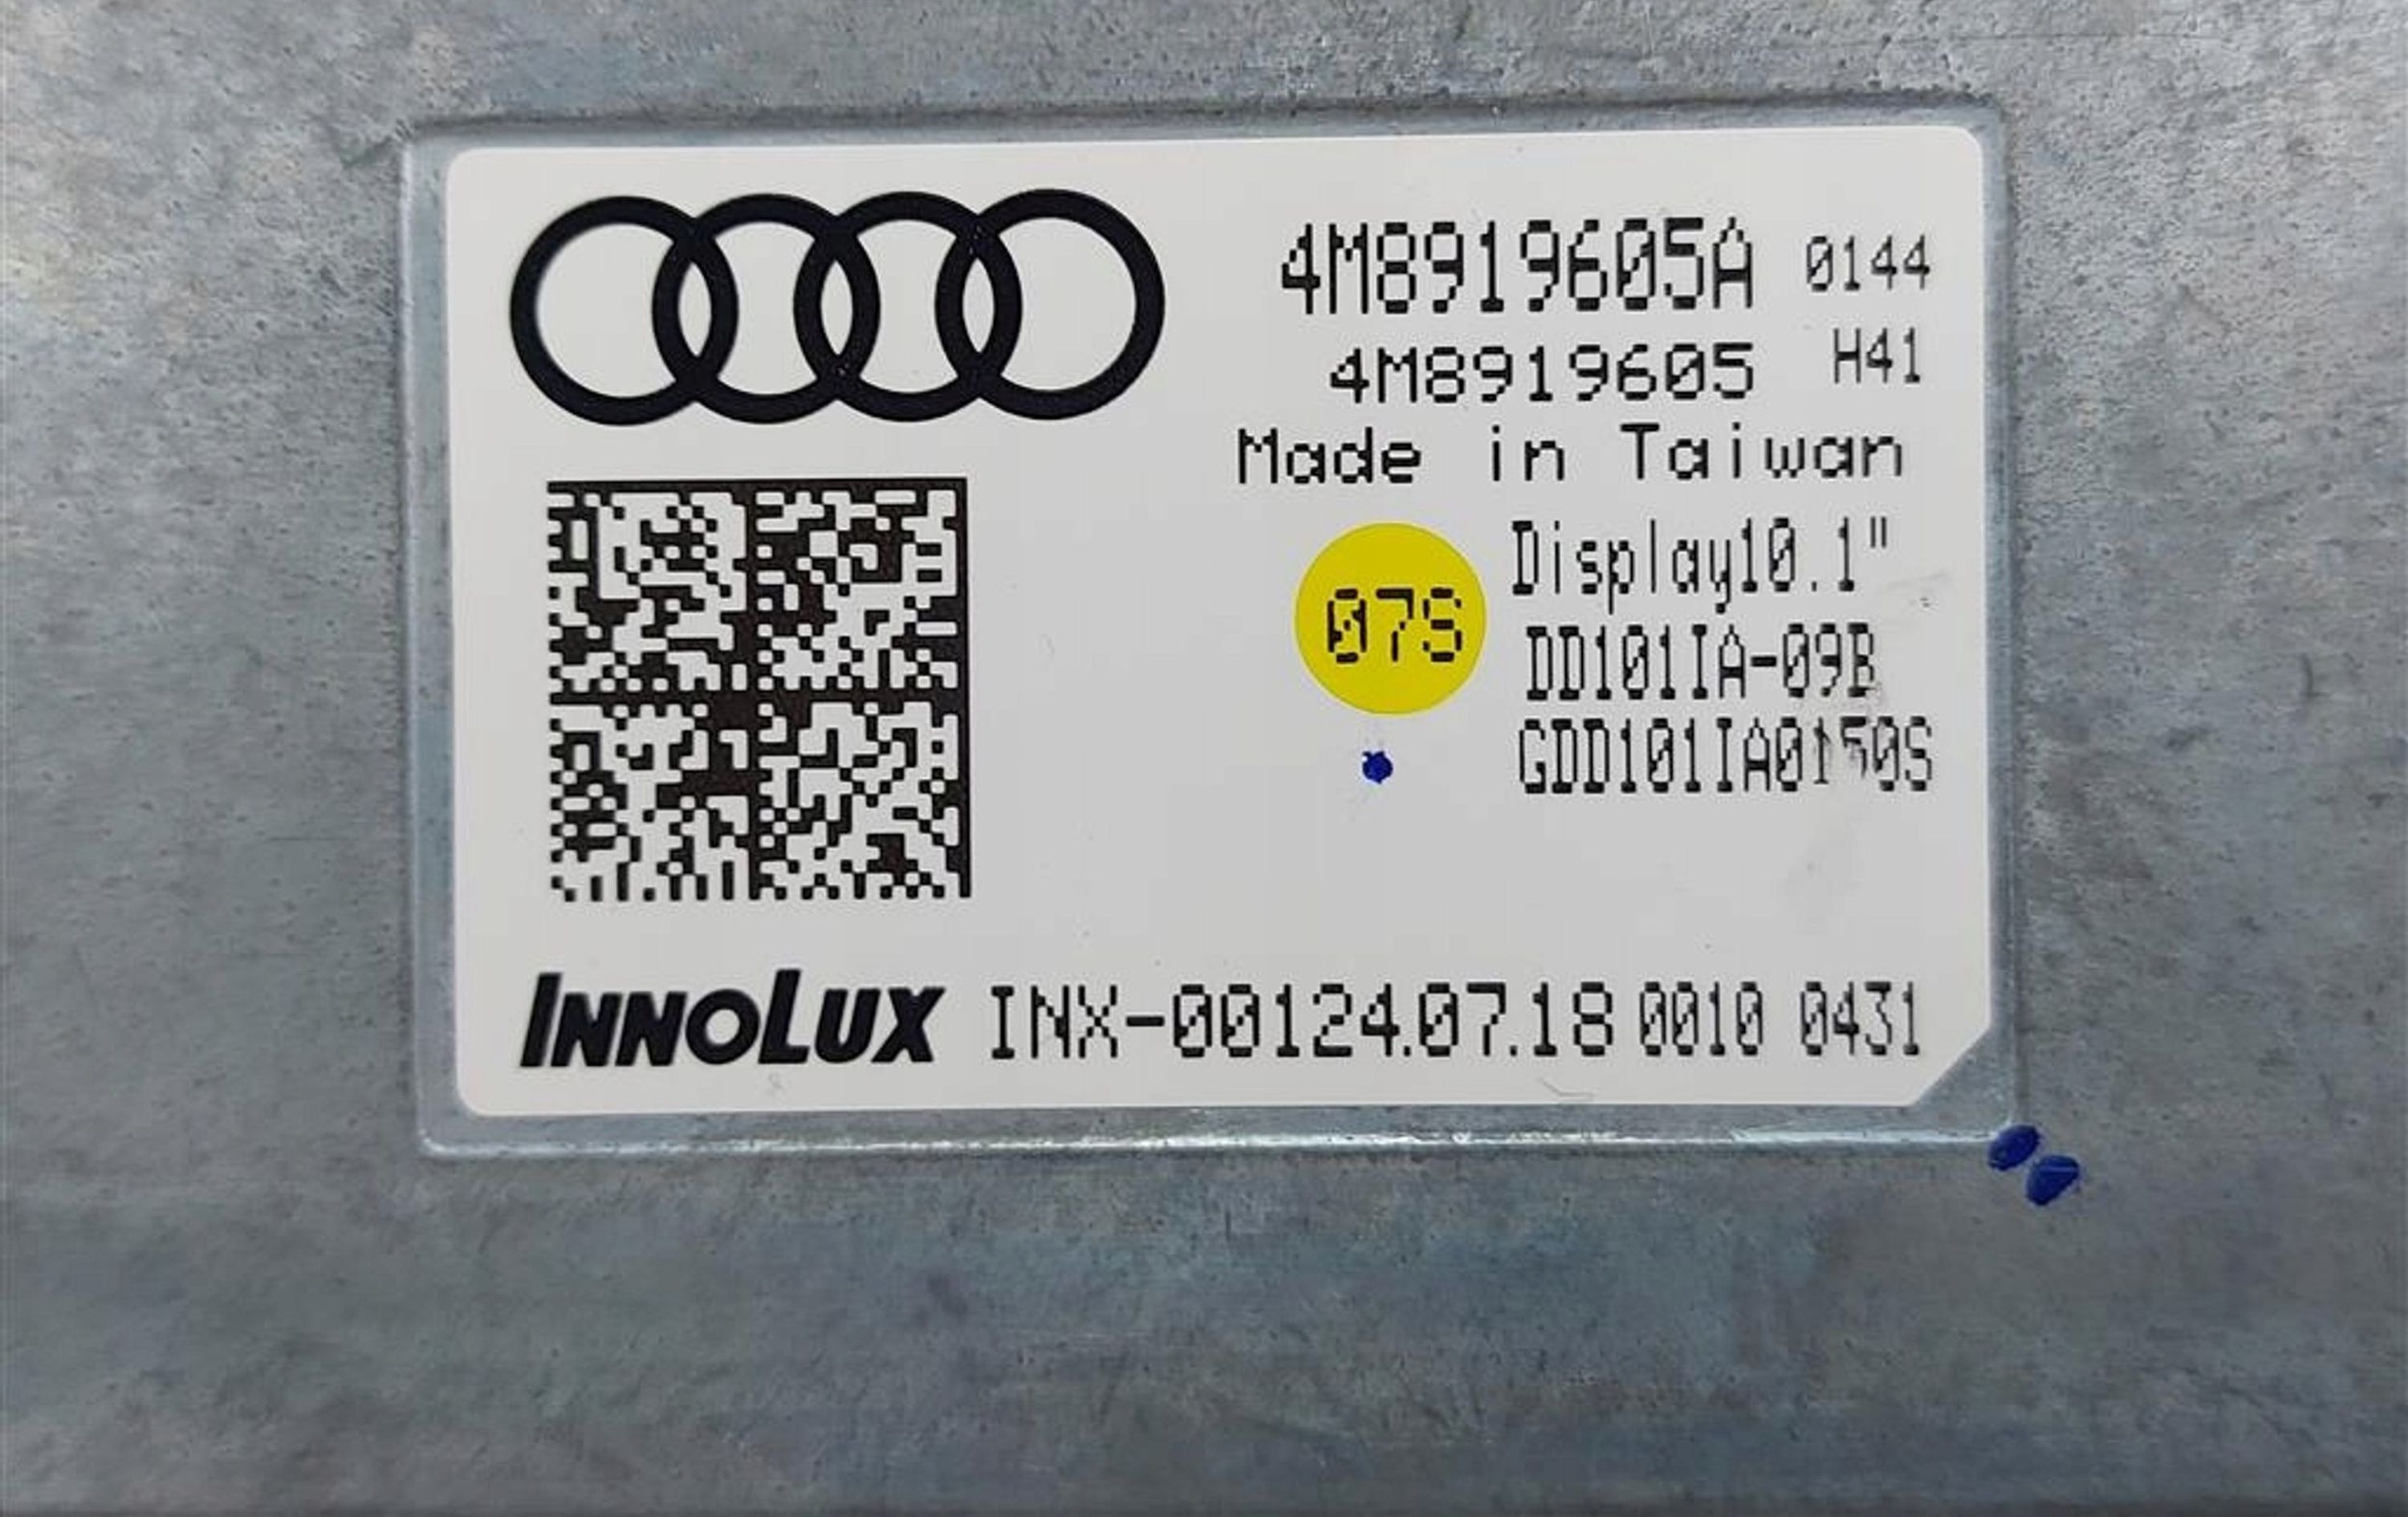 4M8919605A 0144
4M8919605 H41
Made in Taiwan
Display10.1"
07S
DD101IA-09B
GDD101IA0150S
INNOLUX INX-00124.07.18 0010 0431